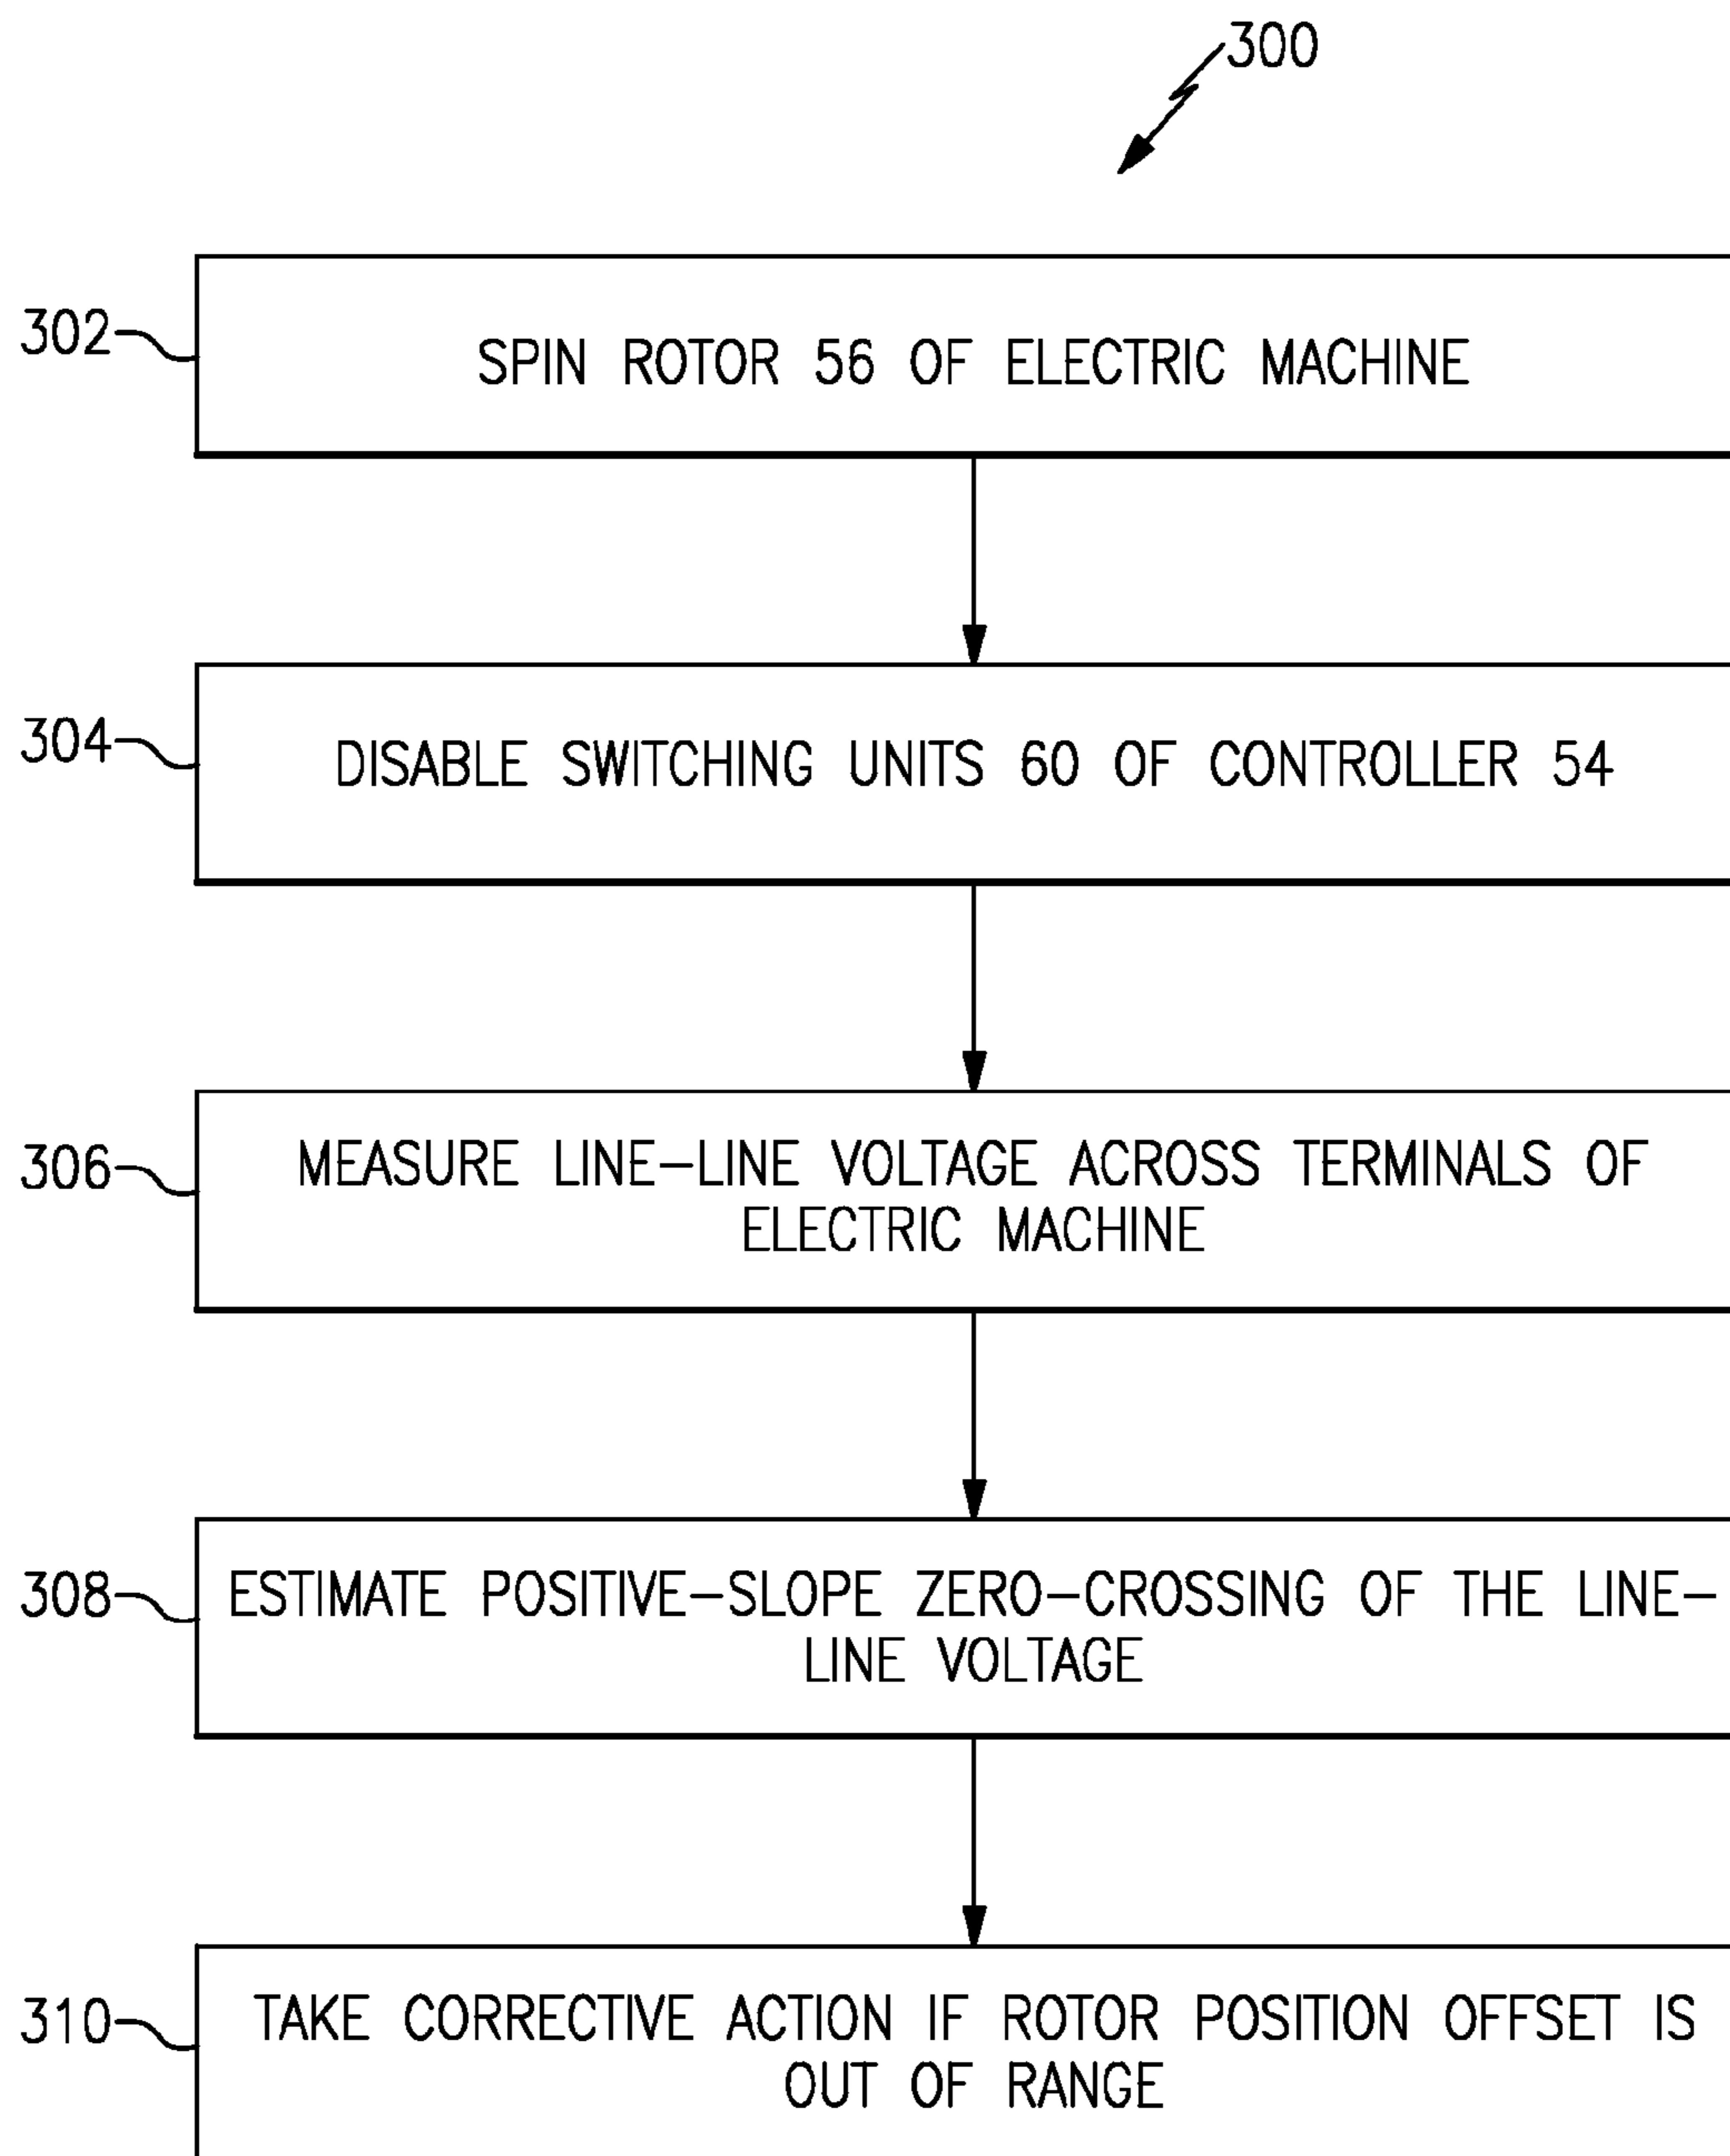 300
302
SPIN ROTOR 56 OF ELECTRIC MACHINE
304
DISABLE SWITCHING UNITS 60 OF CONTROLLER 54
306
MEASURE LINE-LINE VOLTAGE ACROSS TERMINALS OF
ELECTRIC MACHINE
308
ESTIMATE POSITIVE-SLOPE ZERO-CROSSING OF THE LINE-
LINE VOLTAGE
310
TAKE CORRECTIVE ACTION IF ROTOR POSITION OFFSET IS
OUT OF RANGE